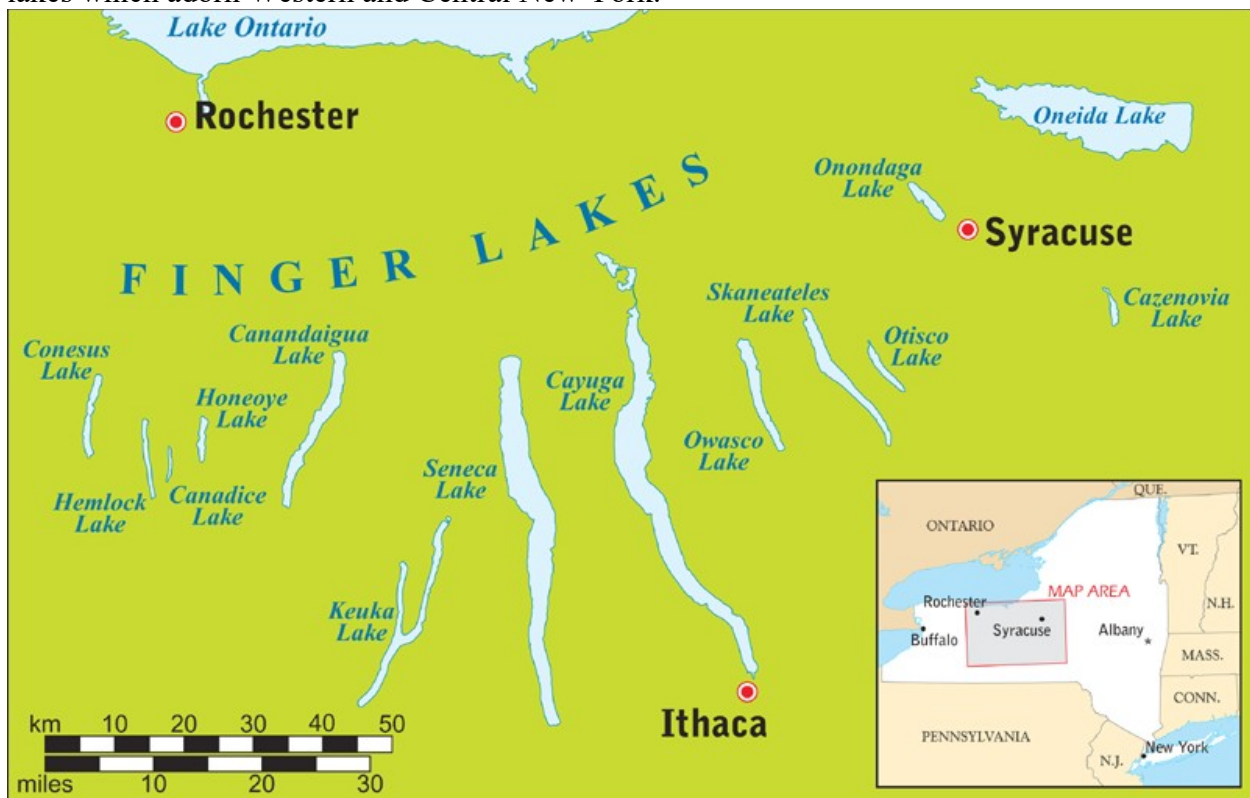 lakes which adorn Western and Central New York.
Lake Ontario
Rochester
Oneida Lake
Onondaga
Lake
Syracuse
FINGER LAKES
Skaneateles
Lake
Cazenovia
Lake
Otisco
Lake
Canandaigua
Lake
Conesus
Lake
Honeoye
Lake
Cayuga
Lake
Owasco
Lake
Seneca
Lake
Hemlock
Lake
Canadice
Lake
Keuka
Lake
Ithaca
km 10 20 30 40 50
miles 10 20 30
QUE.
ONTARIO
VT.
MAP AREA
Rochester
N.H.
Syracuse
Albany
Buffalo
MASS.
CONN.
PENNSYLVANIA
New York
N.J.